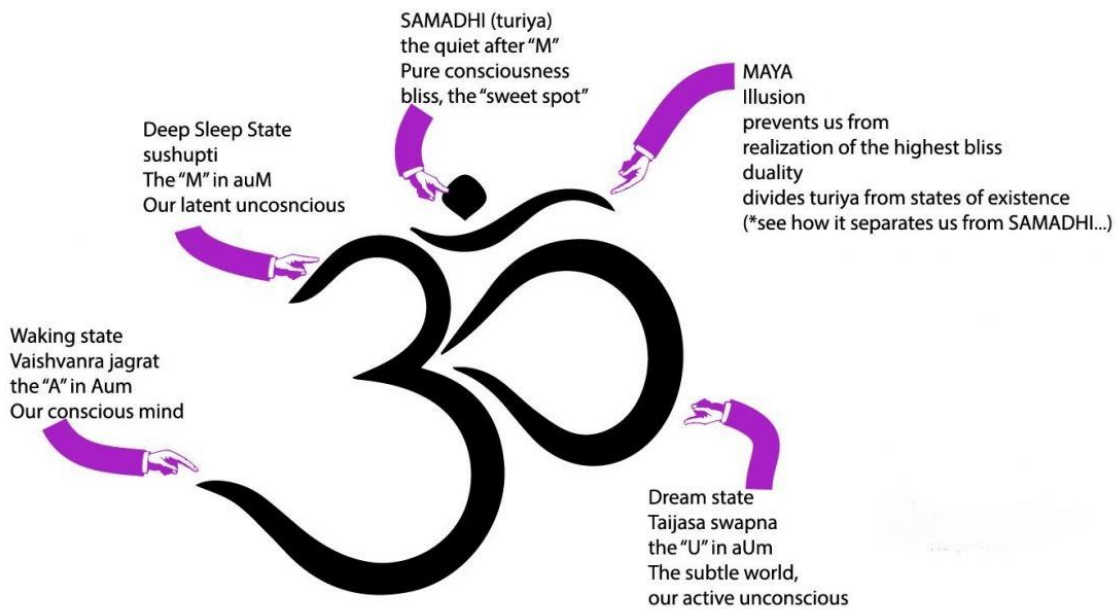 SAMADHI (turiya)
the quiet after “M”
Pure consciousness
bliss, the “sweet spot”
MAYA
Illusion
prevents us from
realization of the highest bliss
duality
divides turiya from states of existence
(*see how it separates us from SAMADHI...)
Deep Sleep State
sushupti
The “M” in auM
Our latent uncosncious
Waking state
Vaishvanra jagrat
the “A” in Aum
Our conscious mind
Dream state
Taijasa swapna
the “U” in aUm
The subtle world,
our active unconscious